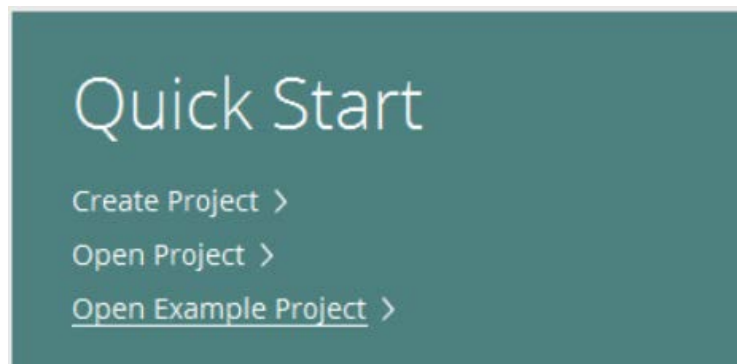 Quick Start
Create Project >
Open Project >
Open Example Project >